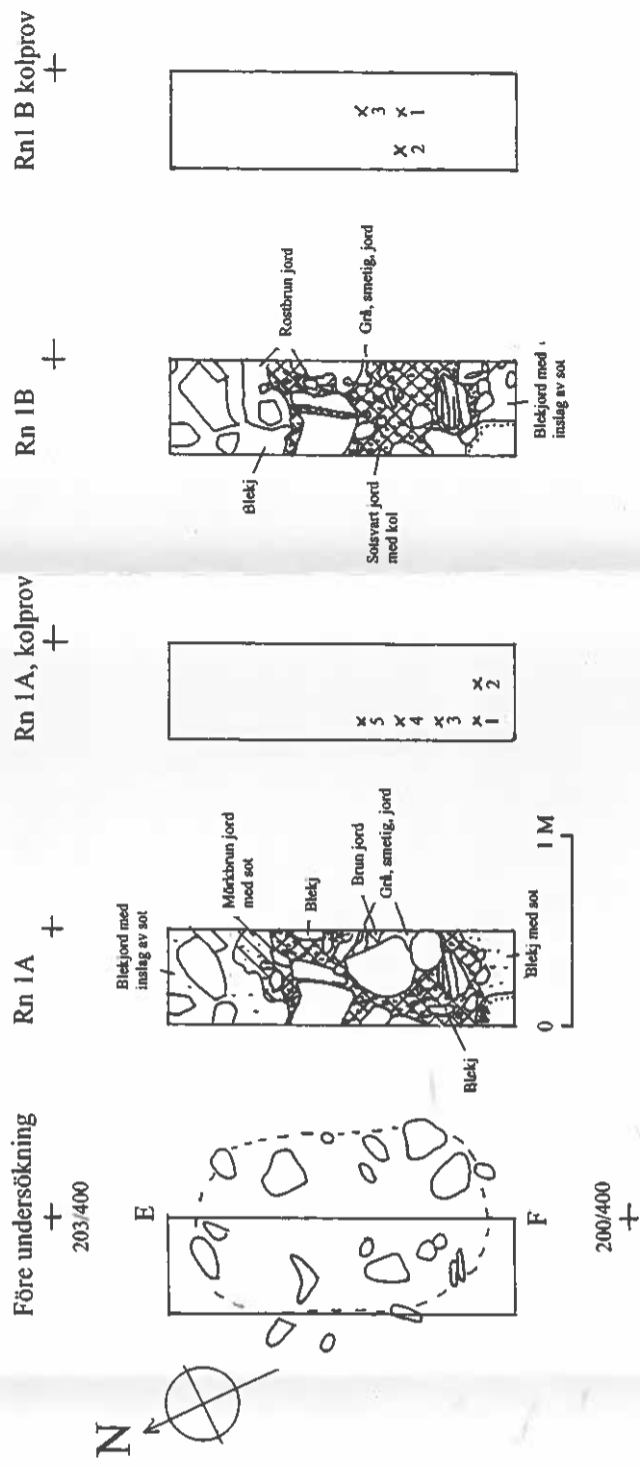 N
Före undersökning
203/400
E
F
200/400
Rn 1A
Blekjord med
inslag av sot
Mörkbrun jord
med sot
Blekj
Brun jord
Grå, smetig, jord
Blekj med sot
Blekj
0 1 M
Rn 1A, kolprov
5
4
3
1 2
Rn 1B
Blekj
Rostbrun jord
Grå, smetig, jord
Sotsvart jord
med kol
Blekjord med
inslag av sot
Rn1 B kolprov
3
2 1